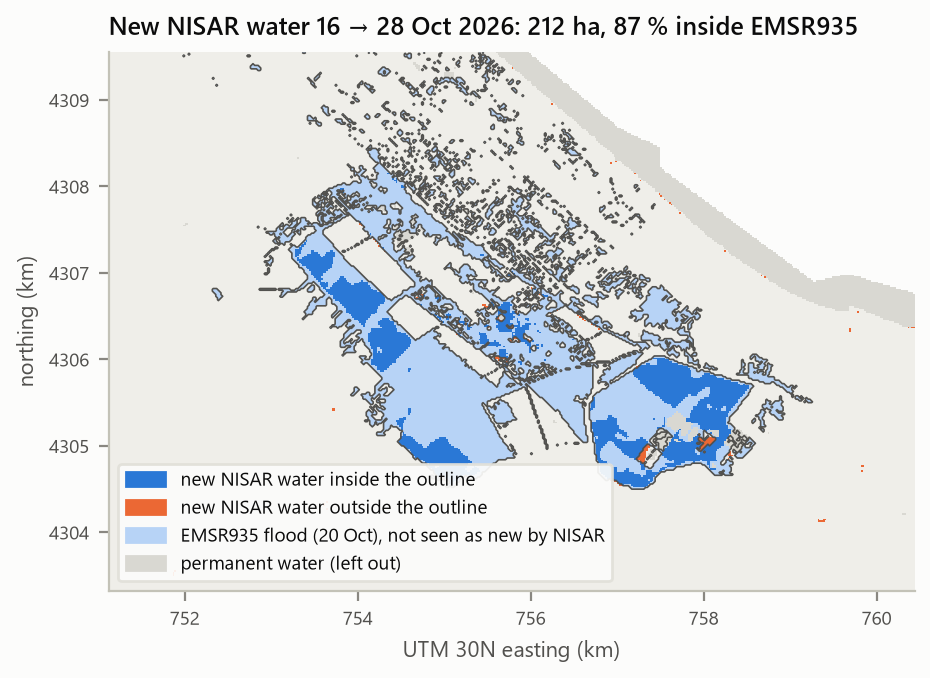 New NISAR water 16 → 28 Oct 2026: 212 ha, 87 % inside EMSR935
northing (km)
4309
4308
4307
4306
4305
4304
new NISAR water inside the outline
new NISAR water outside the outline
EMSR935 flood (20 Oct), not seen as new by NISAR
permanent water (left out)
752 754 756 758 760
UTM 30N easting (km)